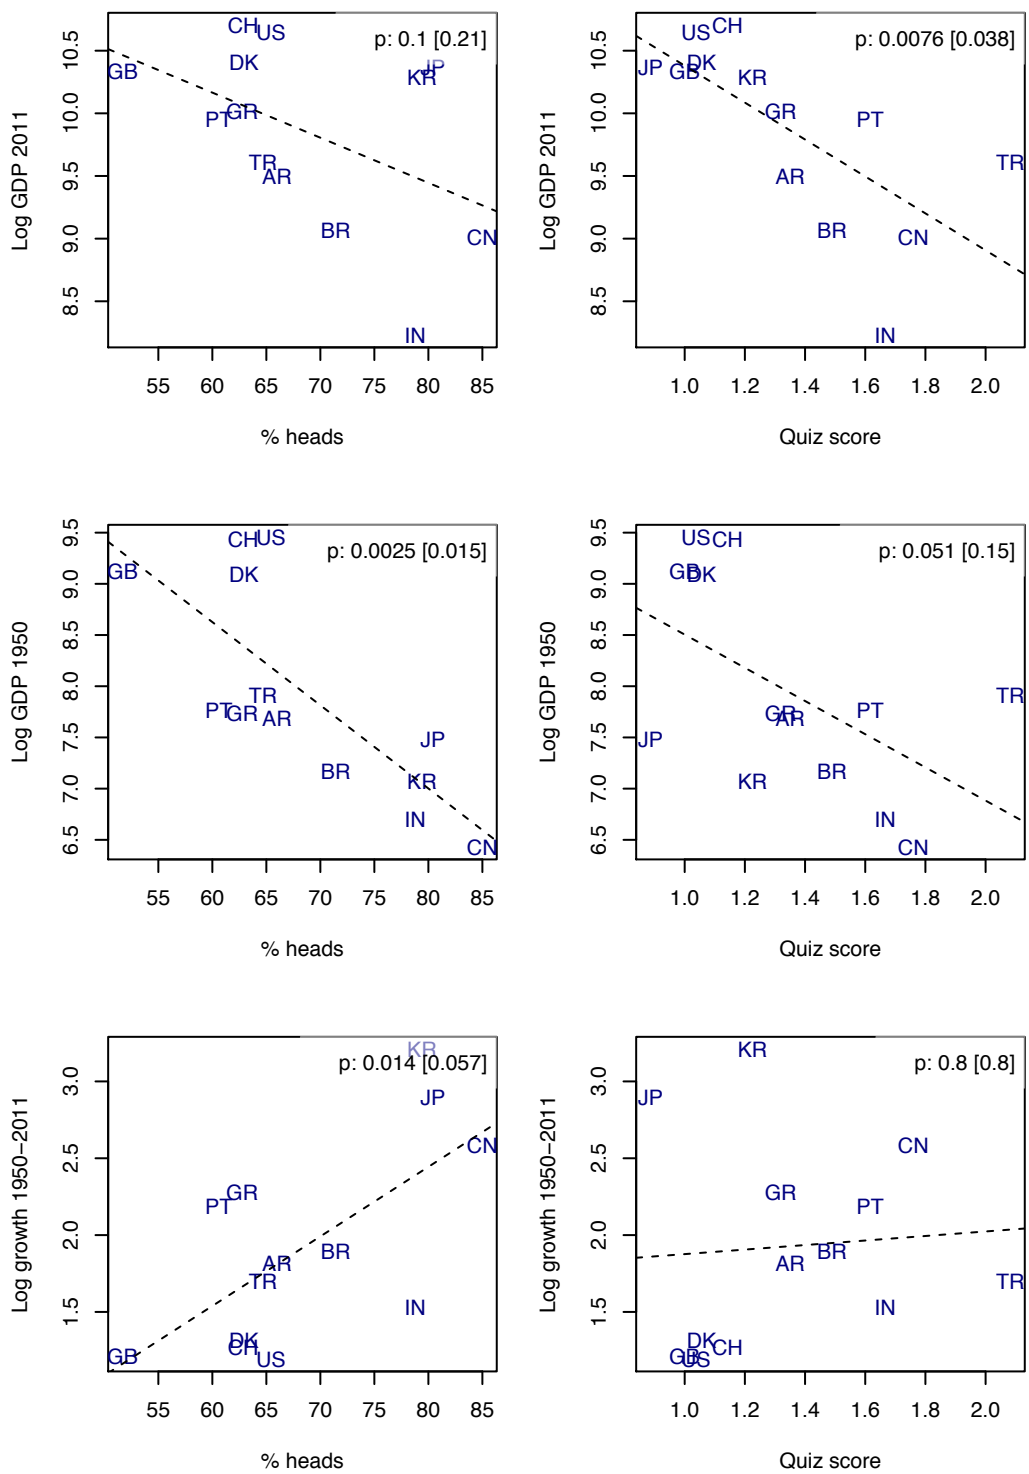 CH US
p: 0.1 [0.21]
GB DK JP
KR
PT GR
TR
AR
BR CN
IN
Log GDP 2011
8.5 9.0 9.5 10.0 10.5
55 60 65 70 75 80 85
% heads
US CH
p: 0.0076 [0.038]
JP GB DK KR
GR PT
AR TR
BR CN
IN
Log GDP 2011
8.5 9.0 9.5 10.0 10.5
1.0 1.2 1.4 1.6 1.8 2.0
Quiz score
CH US
p: 0.0025 [0.015]
GB DK
TR
PT GR AR
JP
BR KR
IN
CN
Log GDP 1950
6.5 7.0 7.5 8.0 8.5 9.0 9.5
55 60 65 70 75 80 85
% heads
US CH
p: 0.051 [0.15]
GB DK
TR
GR AR PT
JP
KR BR
IN
CN
Log GDP 1950
6.5 7.0 7.5 8.0 8.5 9.0 9.5
1.0 1.2 1.4 1.6 1.8 2.0
Quiz score
KR
p: 0.014 [0.057]
JP
CN
PT GR
AR BR
TR
IN
DK
GB CH US
Log growth 1950−2011
1.5 2.0 2.5 3.0
55 60 65 70 75 80 85
% heads
KR
p: 0.8 [0.8]
JP
CN
GR PT
AR BR
TR
IN
DK
GB US CH
Log growth 1950−2011
1.5 2.0 2.5 3.0
1.0 1.2 1.4 1.6 1.8 2.0
Quiz score